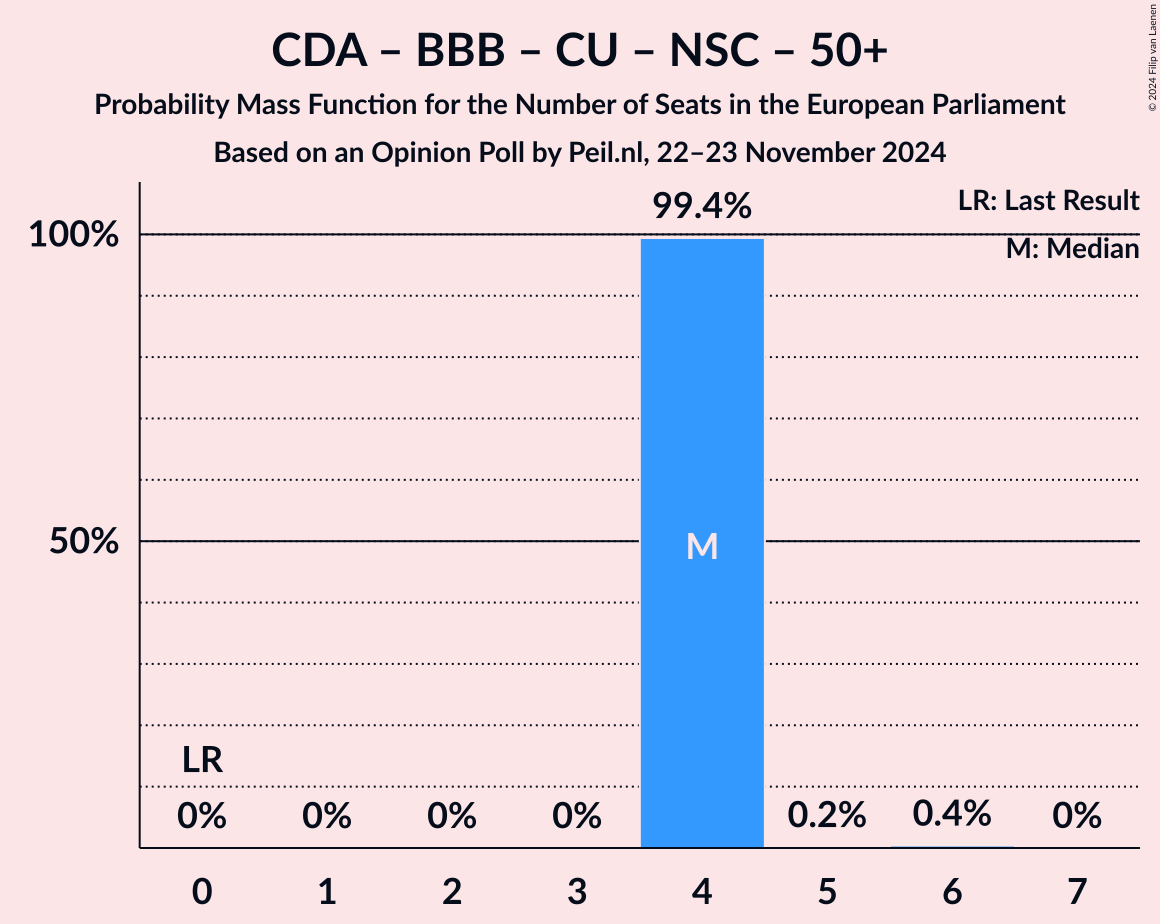 CDA – BBB – CU – NSC – 50+
Probability Mass Function for the Number of Seats in the European Parliament
Based on an Opinion Poll by Peil.nl, 22–23 November 2024
© 2024 Filip van Laenen
LR: Last Result
M: Median
99.4%
100%
50%
M
LR
0%
0%
0%
0%
0.2%
0.4%
0%
0
1
2
3
4
5
6
7